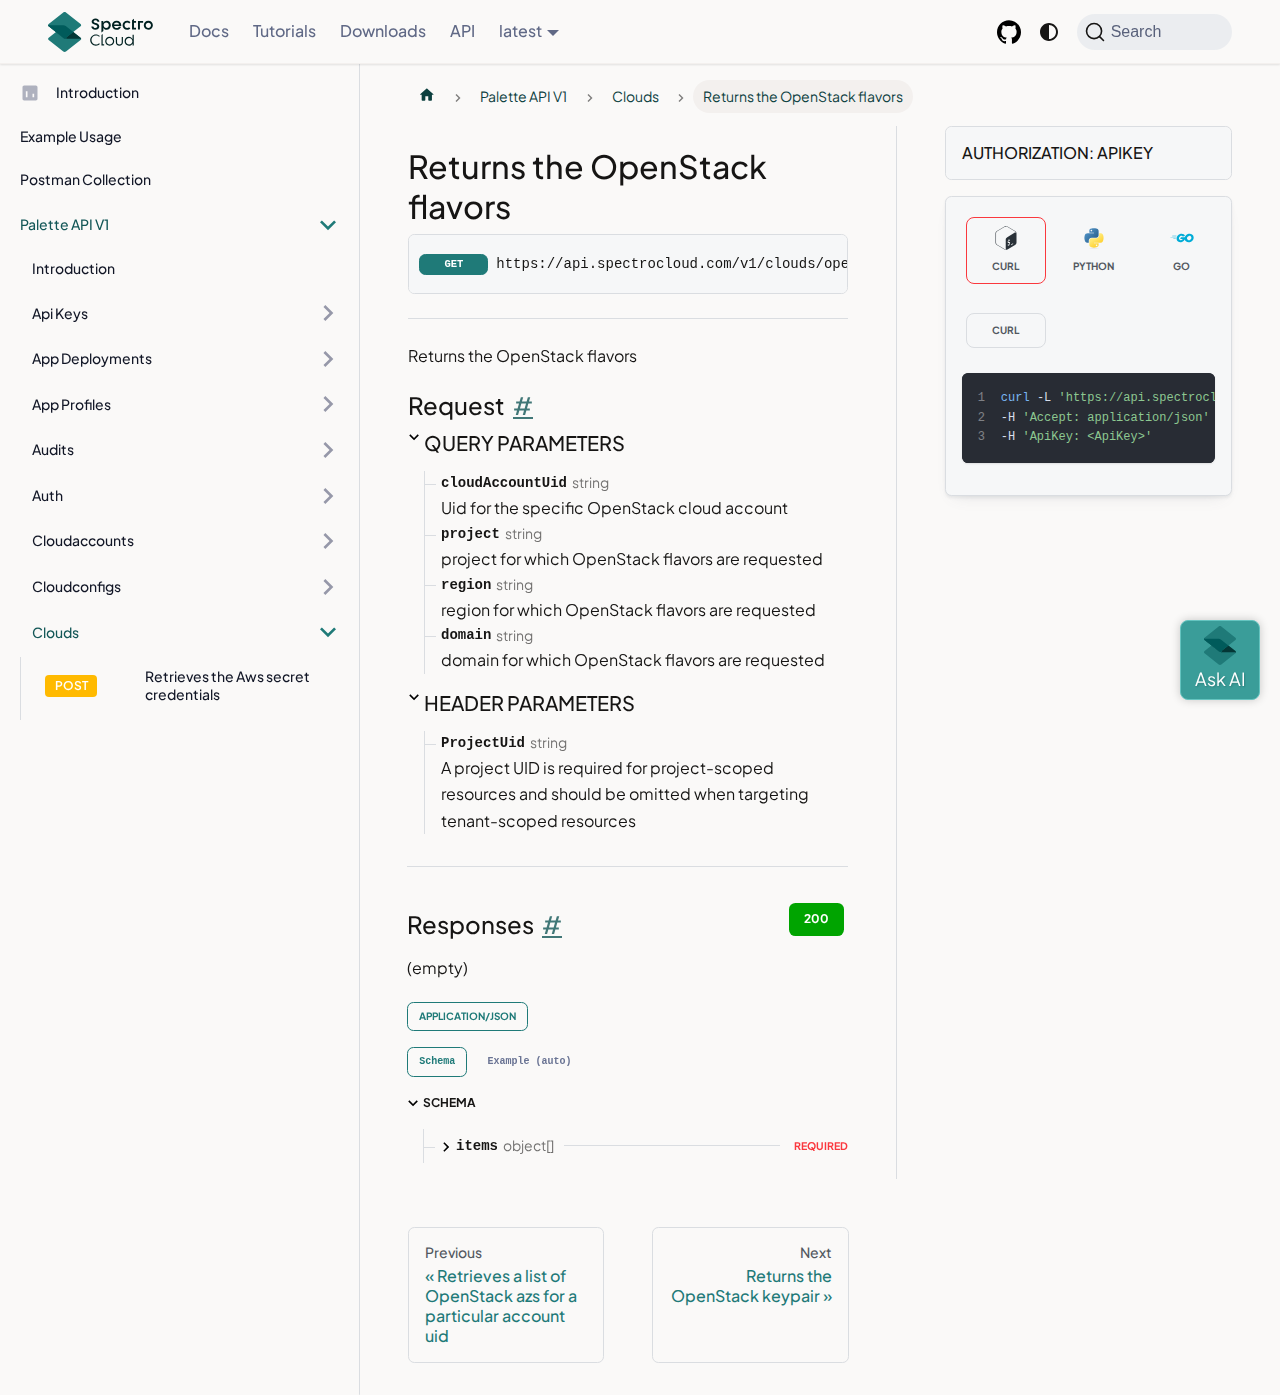 Spectro
Cloud
Docs
Tutorials
Downloads
API
latest
Search
Introduction
Example Usage
Postman Collection
Palette API V1
Introduction
Api Keys
App Deployments
App Profiles
Audits
Auth
Cloudaccounts
Cloudconfigs
Clouds
POST
Retrieves the Aws secret
credentials
Palette API V1
Clouds
Returns the OpenStack flavors
Returns the OpenStack
flavors
GET
https://api.spectrocloud.com/v1/clouds/ope
Returns the OpenStack flavors
Request #
QUERY PARAMETERS
cloudAccountUid string
Uid for the specific OpenStack cloud account
project string
project for which OpenStack flavors are requested
region string
region for which OpenStack flavors are requested
domain string
domain for which OpenStack flavors are requested
HEADER PARAMETERS
ProjectUid string
A project UID is required for project-scoped
resources and should be omitted when targeting
tenant-scoped resources
Responses #
200
(empty)
APPLICATION/JSON
Schema
Example (auto)
SCHEMA
items object[]
REQUIRED
Previous
« Retrieves a list of
OpenStack azs for a
particular account
uid
Next
Returns the
OpenStack keypair »
AUTHORIZATION: APIKEY
CURL
PYTHON
GO
CURL
1 curl -L 'https://api.spectrocl
2 -H 'Accept: application/json'
3 -H 'ApiKey: <ApiKey>'
Ask AI